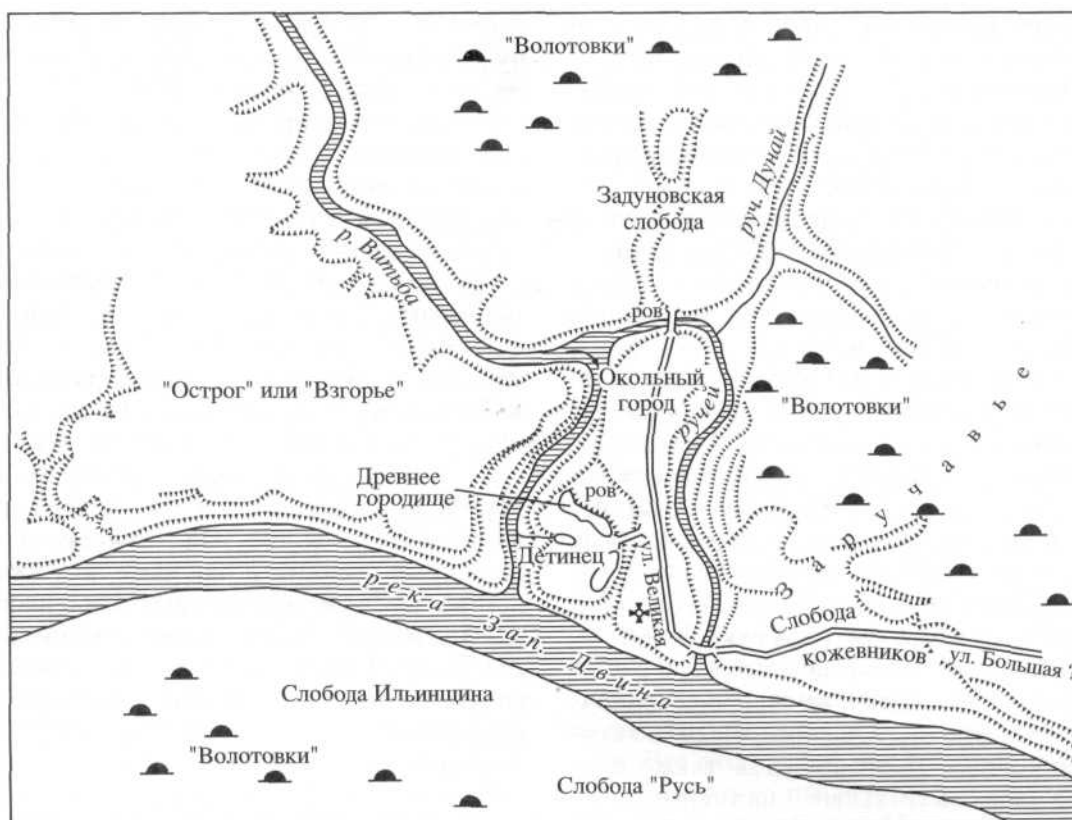 "Волотовки"
Задуновская
слобода
руч. Дунай
р. Витьба
ров
"Острог" или "Взгорье"
Окольный
город
ручей
"Волотовки"
Заручавье
Древнее
городище
ров
Детинец
ул. Великая
река Зап. Двина
Слобода
кожевников
ул. Большая
Слобода Ильинщина
"Волотовки"
Слобода "Русь"